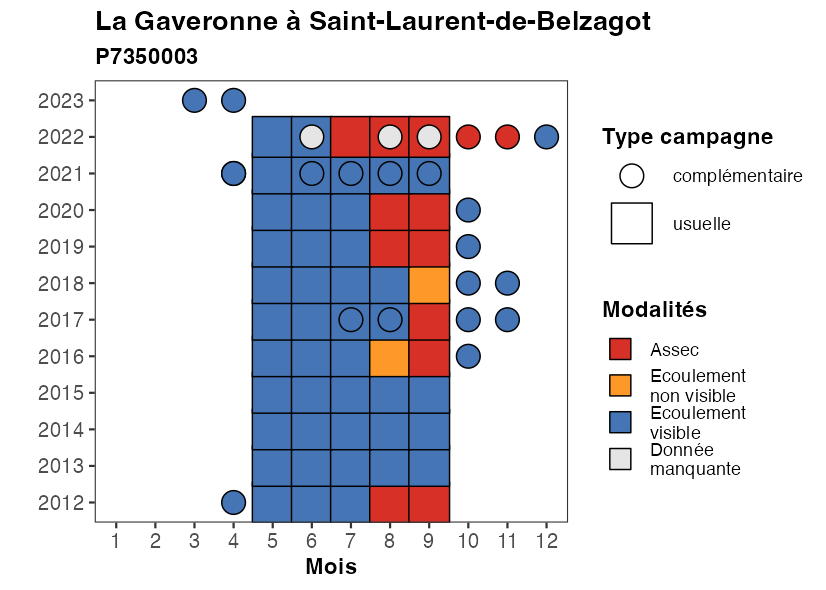 La Gaveronne à Saint-Laurent-de-Belzagot
P7350003
2023
2022
2021
2020
2019
2018
2017
2016
2015
2014
2013
2012
1 2 3 4 5 6 7 8 9 10 11 12
Mois
Type campagne
complémentaire
usuelle
Modalités
Assec
Ecoulement
non visible
Ecoulement
visible
Donnée
manquante